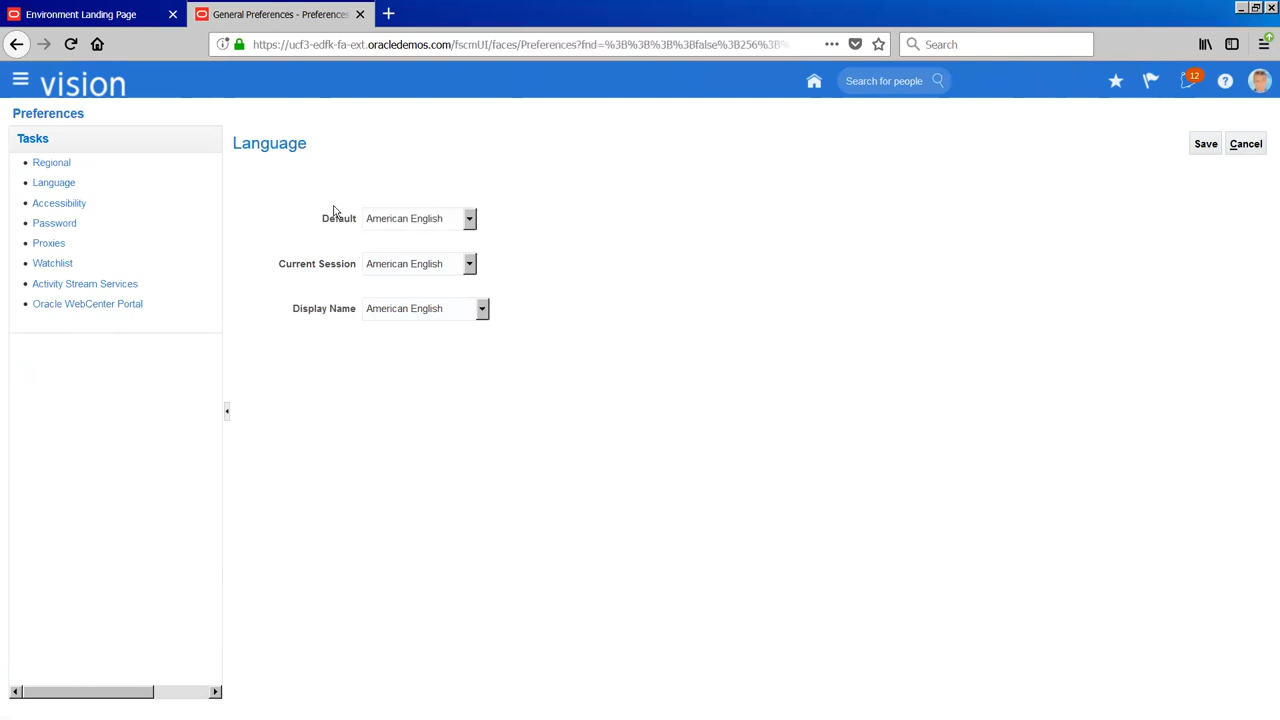 Environment Landing Page
General Preferences - Preferences
https://ucf3-edfk-fa-ext.oracledemos.com/fscmUI/faces/Preferences?fnd=%3B%3B%3B%3Bfalse%3B256%3B%
Search
vision
Search for people
12
Preferences
Tasks
Regional
Language
Accessibility
Password
Proxies
Watchlist
Activity Stream Services
Oracle WebCenter Portal
Language
Save
Cancel
Default American English
Current Session American English
Display Name American English